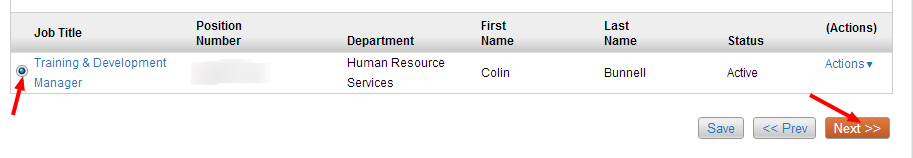 Job Title Position Number Department First Name Last Name Status (Actions)
Training & Development Manager Human Resource Services Colin Bunnell Active Actions▼
Save << Prev Next >>